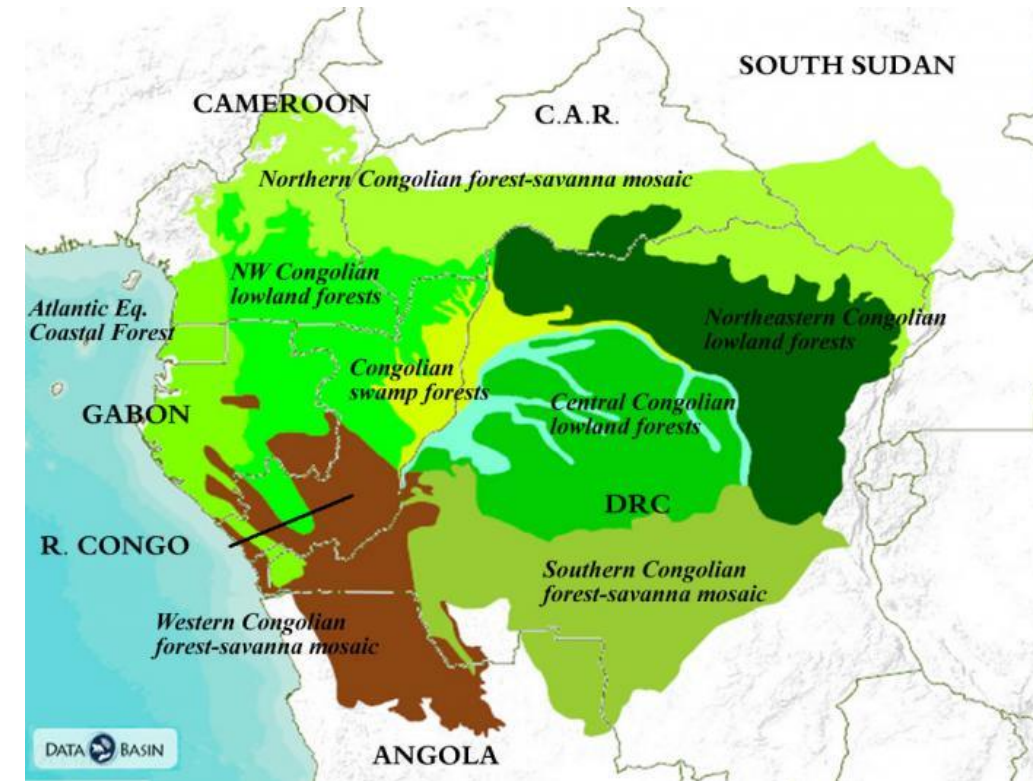 SOUTH SUDAN
CAMEROON
C.A.R.
Northern Congolian forest-savanna mosaic
NW Congolian
lowland forests
Atlantic Eq.
Coastal Forest
Northeastern Congolian
lowland forests
Congolian
swamp forests
Central Congolian
lowland forests
GABON
DRC
R. CONGO
Southern Congolian
forest-savanna mosaic
Western Congolian
forest-savanna mosaic
DATA BASIN
ANGOLA